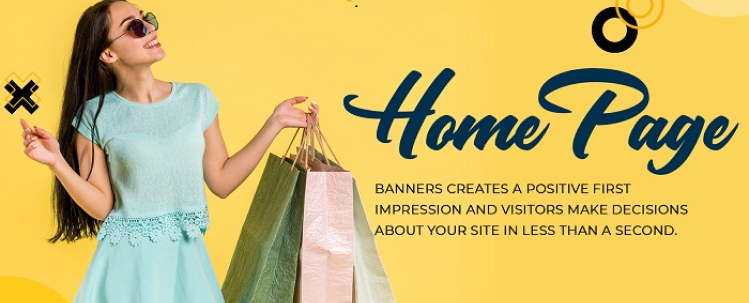 Home Page
BANNERS CREATES A POSITIVE FIRST
IMPRESSION AND VISITORS MAKE DECISIONS
ABOUT YOUR SITE IN LESS THAN A SECOND.